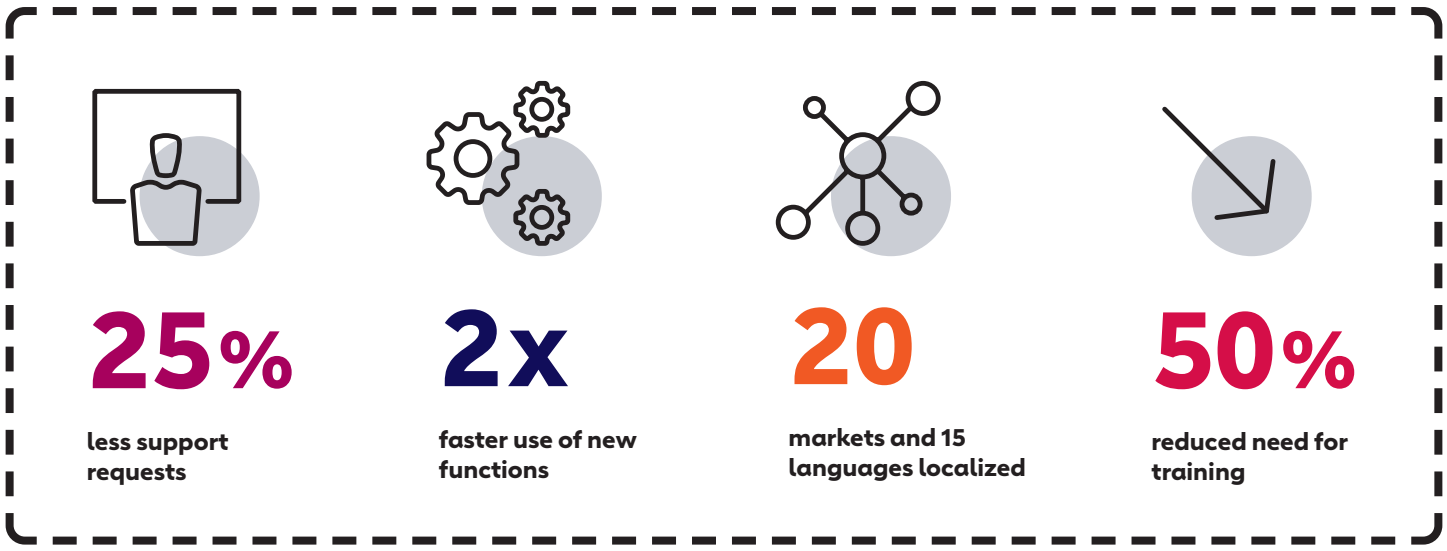 25%
less support
requests
2x
faster use of new
functions
20
markets and 15
languages localized
50%
reduced need for
training